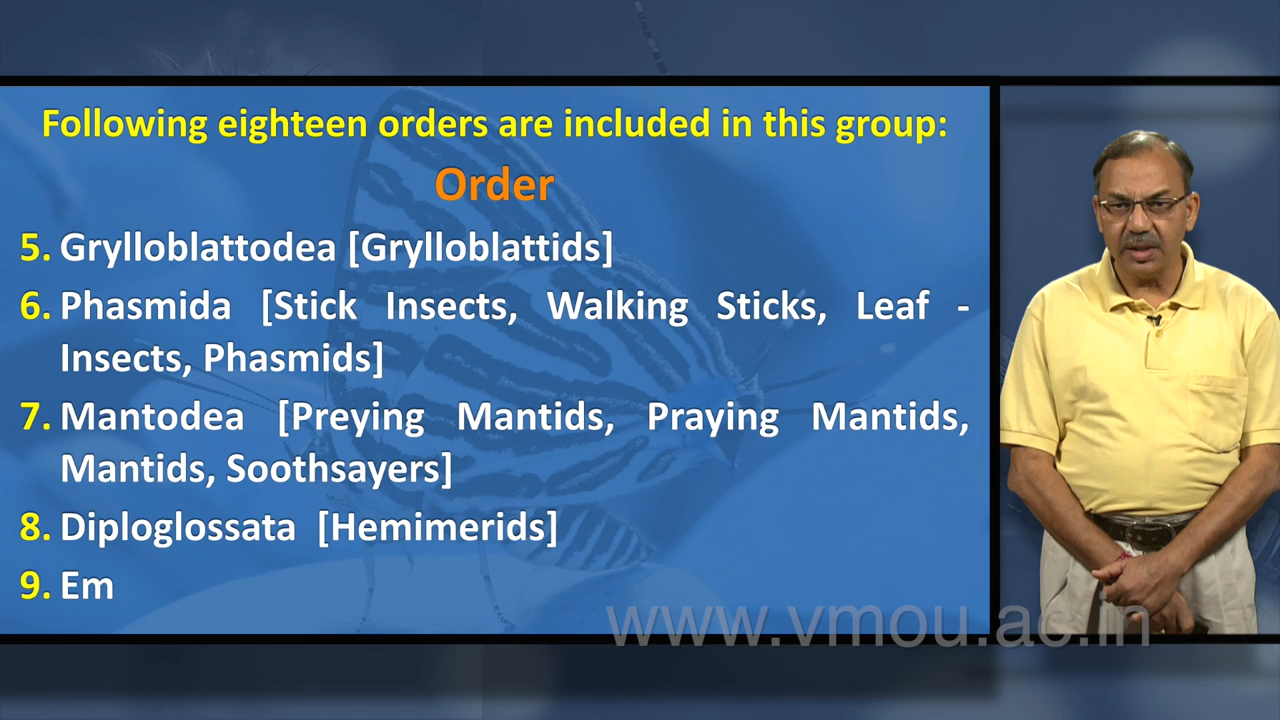 Following eighteen orders are included in this group:
Order
5. Grylloblattodea [Grylloblattids]
6. Phasmida [Stick Insects, Walking Sticks, Leaf -
Insects, Phasmids]
7. Mantodea [Preying Mantids, Praying Mantids,
Mantids, Soothsayers]
8. Diploglossata [Hemimerids]
9. Em
www.vmou.ac.in